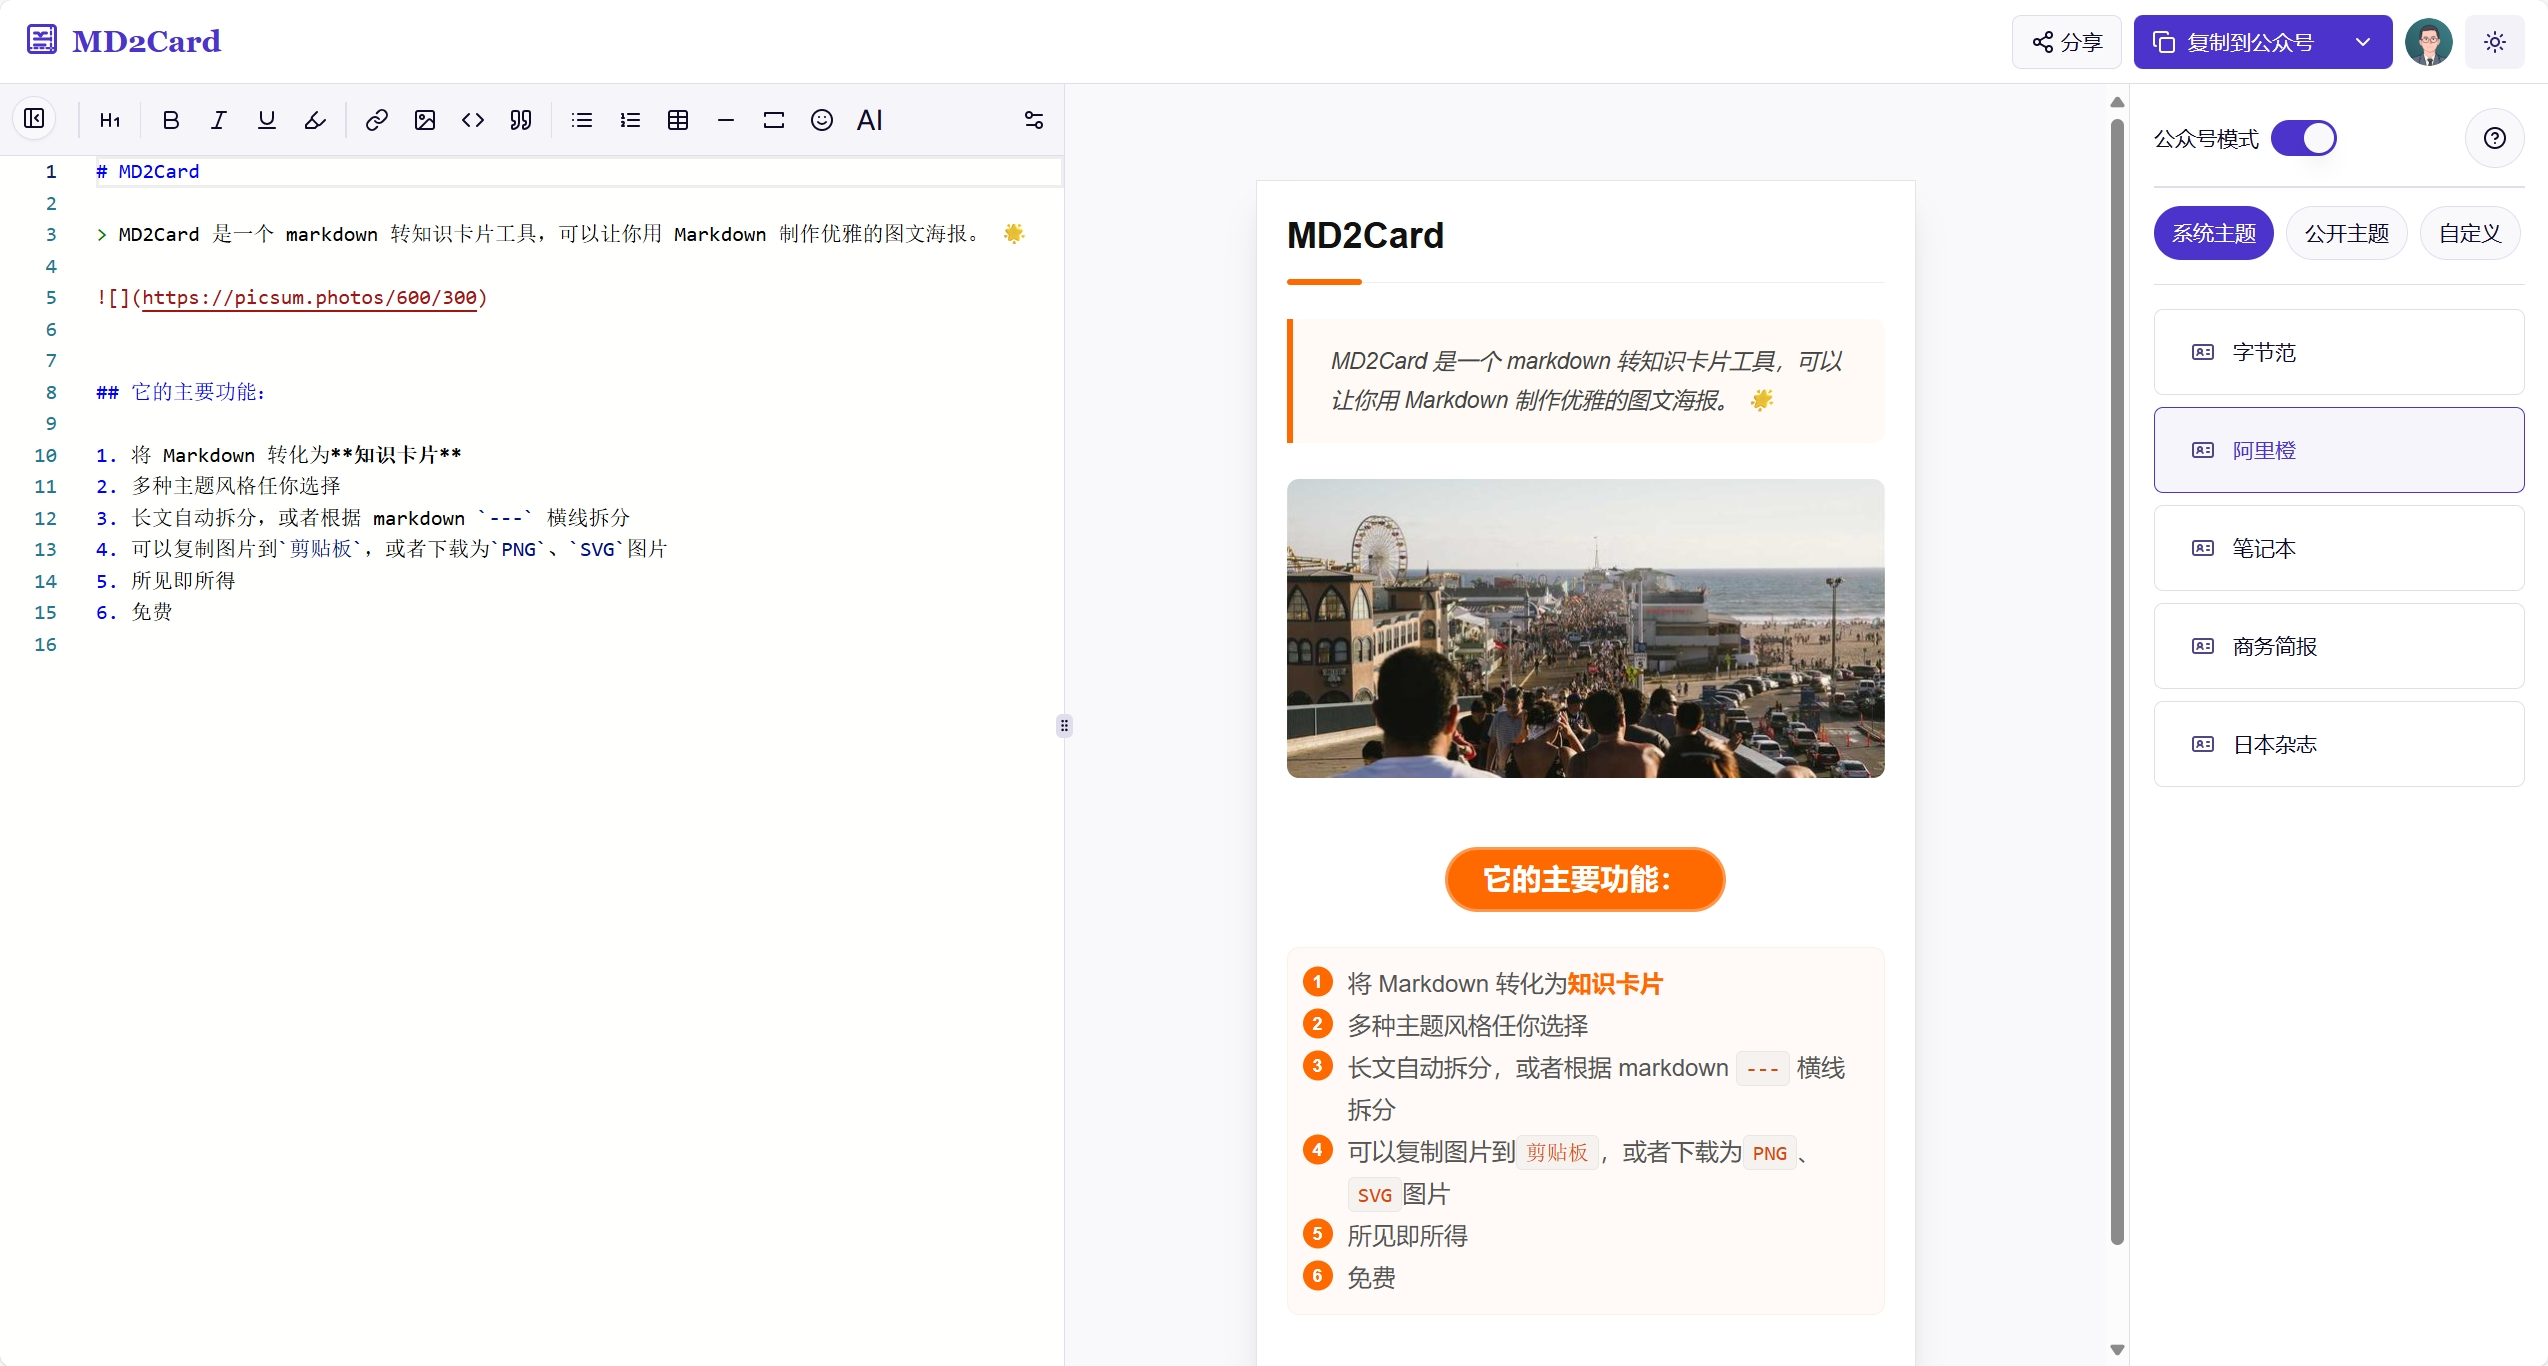 MD2Card
分享
复制到公众号
H1
AI
1 # MD2Card
2
3 > MD2Card 是一个 markdown 转知识卡片工具，可以让你用 Markdown 制作优雅的图文海报。 🌟
4
5 ![](https://picsum.photos/600/300)
6
7
8 ## 它的主要功能：
9
10 1. 将 Markdown 转化为**知识卡片**
11 2. 多种主题风格任你选择
12 3. 长文自动拆分，或者根据 markdown `---` 横线拆分
13 4. 可以复制图片到`剪贴板`，或者下载为`PNG`、`SVG`图片
14 5. 所见即所得
15 6. 免费
16
MD2Card
MD2Card 是一个 markdown 转知识卡片工具，可以
让你用 Markdown 制作优雅的图文海报。 🌟
它的主要功能：
1 将 Markdown 转化为知识卡片
2 多种主题风格任你选择
3 长文自动拆分，或者根据 markdown --- 横线
拆分
4 可以复制图片到 剪贴板 ，或者下载为 PNG 、
SVG 图片
5 所见即所得
6 免费
公众号模式
系统主题
公开主题
自定义
字节范
阿里橙
笔记本
商务简报
日本杂志